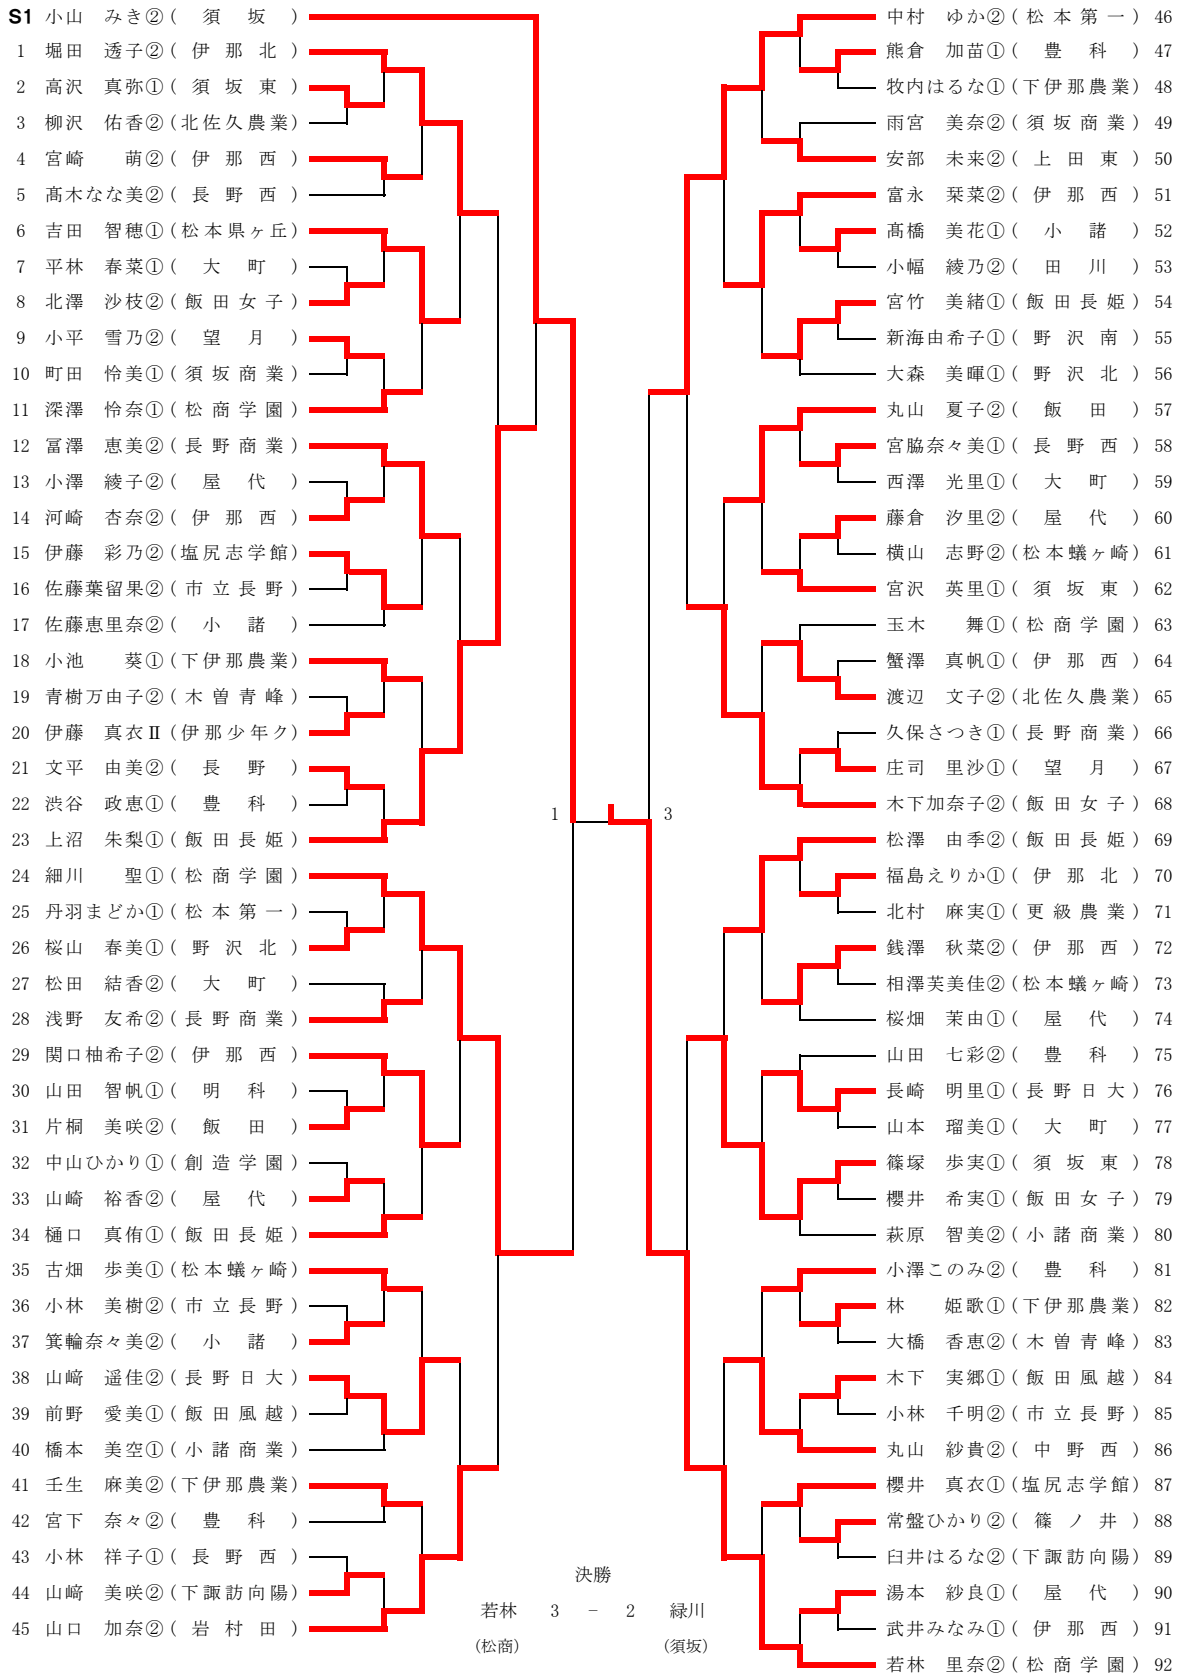 S1 小山 みき②(須坂)
1 堀田 透子②(伊那北)
2 高沢 真弥①(須坂東)
3 柳沢 佑香②(北佐久農業)
4 宮崎 萌②(伊那西)
5 髙木なな美②(長野西)
6 吉田 智穂①(松本県ヶ丘)
7 平林 春菜①(大町)
8 北澤 沙枝②(飯田女子)
9 小平 雪乃②(望月)
10 町田 怜美①(須坂商業)
11 深澤 怜奈①(松商学園)
12 冨澤 恵美②(長野商業)
13 小澤 綾子②(屋代)
14 河崎 杏奈②(伊那西)
15 伊藤 彩乃②(塩尻志学館)
16 佐藤葉留果②(市立長野)
17 佐藤恵里奈②(小諸)
18 小池 葵①(下伊那農業)
19 青樹万由子②(木曽青峰)
20 伊藤 真衣Ⅱ(伊那少年ク)
21 文平 由美②(長野)
22 渋谷 政恵①(豊科)
23 上沼 朱梨①(飯田長姫)
24 細川 聖①(松商学園)
25 丹羽まどか①(松本第一)
26 桜山 春美①(野沢北)
27 松田 結香②(大町)
28 浅野 友希②(長野商業)
29 関口柚希子②(伊那西)
30 山田 智帆①(明科)
31 片桐 美咲②(飯田)
32 中山ひかり①(創造学園)
33 山崎 裕香②(屋代)
34 樋口 真侑①(飯田長姫)
35 古畑 歩美①(松本蟻ヶ崎)
36 小林 美樹②(市立長野)
37 箕輪奈々美②(小諸)
38 山﨑 遥佳②(長野日大)
39 前野 愛美①(飯田風越)
40 橋本 美空①(小諸商業)
41 壬生 麻美②(下伊那農業)
42 宮下 奈々②(豊科)
43 小林 祥子①(長野西)
44 山﨑 美咲②(下諏訪向陽)
45 山口 加奈②(岩村田)
1 3
決勝
若林 3 － 2 緑川
(松商) (須坂)
中村 ゆか②(松本第一) 46
熊倉 加苗①(豊科) 47
牧内はるな①(下伊那農業) 48
雨宮 美奈②(須坂商業) 49
安部 未来②(上田東) 50
富永 栞菜②(伊那西) 51
髙橋 美花①(小諸) 52
小幡 綾乃②(田川) 53
宮竹 美緒①(飯田長姫) 54
新海由希子①(野沢南) 55
大森 美暉①(野沢北) 56
丸山 夏子②(飯田) 57
宮脇奈々美①(長野西) 58
西澤 光里①(大町) 59
藤倉 汐里②(屋代) 60
横山 志野②(松本蟻ヶ崎) 61
宮沢 英里①(須坂東) 62
玉木 舞①(松商学園) 63
蟹澤 真帆①(伊那西) 64
渡辺 文子②(北佐久農業) 65
久保さつき①(長野商業) 66
庄司 里沙①(望月) 67
木下加奈子②(飯田女子) 68
松澤 由季②(飯田長姫) 69
福島えりか①(伊那北) 70
北村 麻実①(更級農業) 71
銭澤 秋菜②(伊那西) 72
相澤芙美佳②(松本蟻ヶ崎) 73
桜畑 茉由①(屋代) 74
山田 七彩②(豊科) 75
長崎 明里①(長野日大) 76
山本 瑠美①(大町) 77
篠塚 歩実①(須坂東) 78
櫻井 希実①(飯田女子) 79
萩原 智美②(小諸商業) 80
小澤このみ②(豊科) 81
林 姫歌①(下伊那農業) 82
大橋 香恵②(木曽青峰) 83
木下 実郷①(飯田風越) 84
小林 千明②(市立長野) 85
丸山 紗貴②(中野西) 86
櫻井 真衣①(塩尻志学館) 87
常盤ひかり②(篠ノ井) 88
臼井はるな②(下諏訪向陽) 89
湯本 紗良①(屋代) 90
武井みなみ①(伊那西) 91
若林 里奈②(松商学園) 92